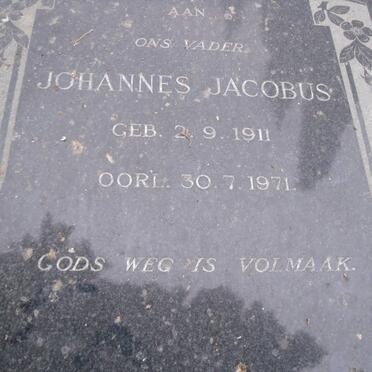 AAN
ONS VADER
JOHANNES JACOBUS
GEB. 2.9.1911
OORL. 30.7.1971.
GODS WEG IS VOLMAAK.